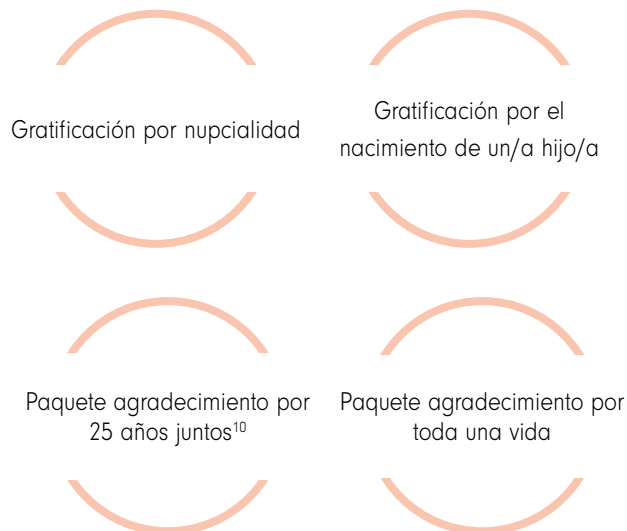 Gratificación por nupcialidad
Gratificación por el
nacimiento de un/a hijo/a
Paquete agradecimiento por
25 años juntos¹⁰
Paquete agradecimiento por
toda una vida